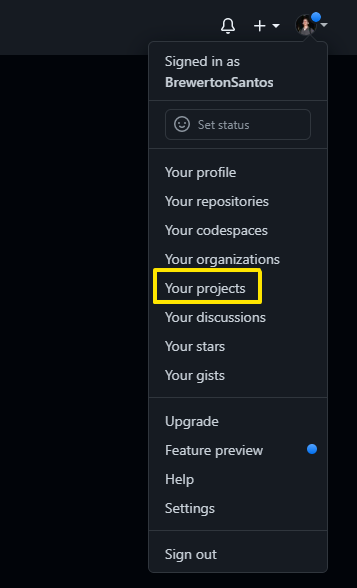 Signed in as
BrewertonSantos
Set status
Your profile
Your repositories
Your codespaces
Your organizations
Your projects
Your discussions
Your stars
Your gists
Upgrade
Feature preview
Help
Settings
Sign out